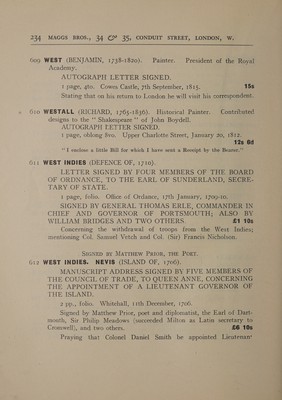 234 MAGGS BROS., 34 & 35, CONDUIT STREET, LONDON, W.
609 WEST (BENJAMIN, 1738-1820). Painter. President of the Royal
Academy.
AUTOGRAPH LETTER SIGNED.
1 page, 4to. Cowes Castle, 7th September, 1815. 15s
Stating that on his return to London he will visit his correspondent.
610 WESTALL (RICHARD, 1765-1836). Historical Painter. Contributed
designs to the "Shakespeare" of John Boydell.
AUTOGRAPH LETTER SIGNED.
1 page, oblong 8vo. Upper Charlotte Street, January 20, 1812.
12s 6d
"I enclose a little Bill for which I have sent a Receipt by the Bearer."
611 WEST INDIES (DEFENCE OF, 1710).
LETTER SIGNED BY FOUR MEMBERS OF THE BOARD
OF ORDNANCE, TO THE EARL OF SUNDERLAND, SECRE-
TARY OF STATE.
1 page, folio. Office of Ordance, 17th January, 1709-10.
SIGNED BY GENERAL THOMAS ERLE, COMMANDER IN
CHIEF AND GOVERNOR OF PORTSMOUTH; ALSO BY
WILLIAM BRIDGES AND TWO OTHERS. £1 10s
Concerning the withdrawal of troops from the West Indies;
mentioning Col. Samuel Vetch and Col. (Sir) Francis Nicholson.
SIGNED BY MATTHEW PRIOR, THE POET.
612 WEST INDIES. NEVIS (ISLAND OF, 1706).
MANUSCRIPT ADDRESS SIGNED BY FIVE MEMBERS OF
THE COUNCIL OF TRADE, TO QUEEN ANNE, CONCERNING
THE APPOINTMENT OF A LIEUTENANT GOVERNOR OF
THE ISLAND.
2 pp., folio. Whitehall, 11th December, 1706.
Signed by Matthew Prior, poet and diplomatist, the Earl of Dart-
mouth, Sir Philip Meadows (succeeded Milton as Latin secretary to
Cromwell), and two others. £6 10s
Praying that Colonel Daniel Smith be appointed Lieutenant